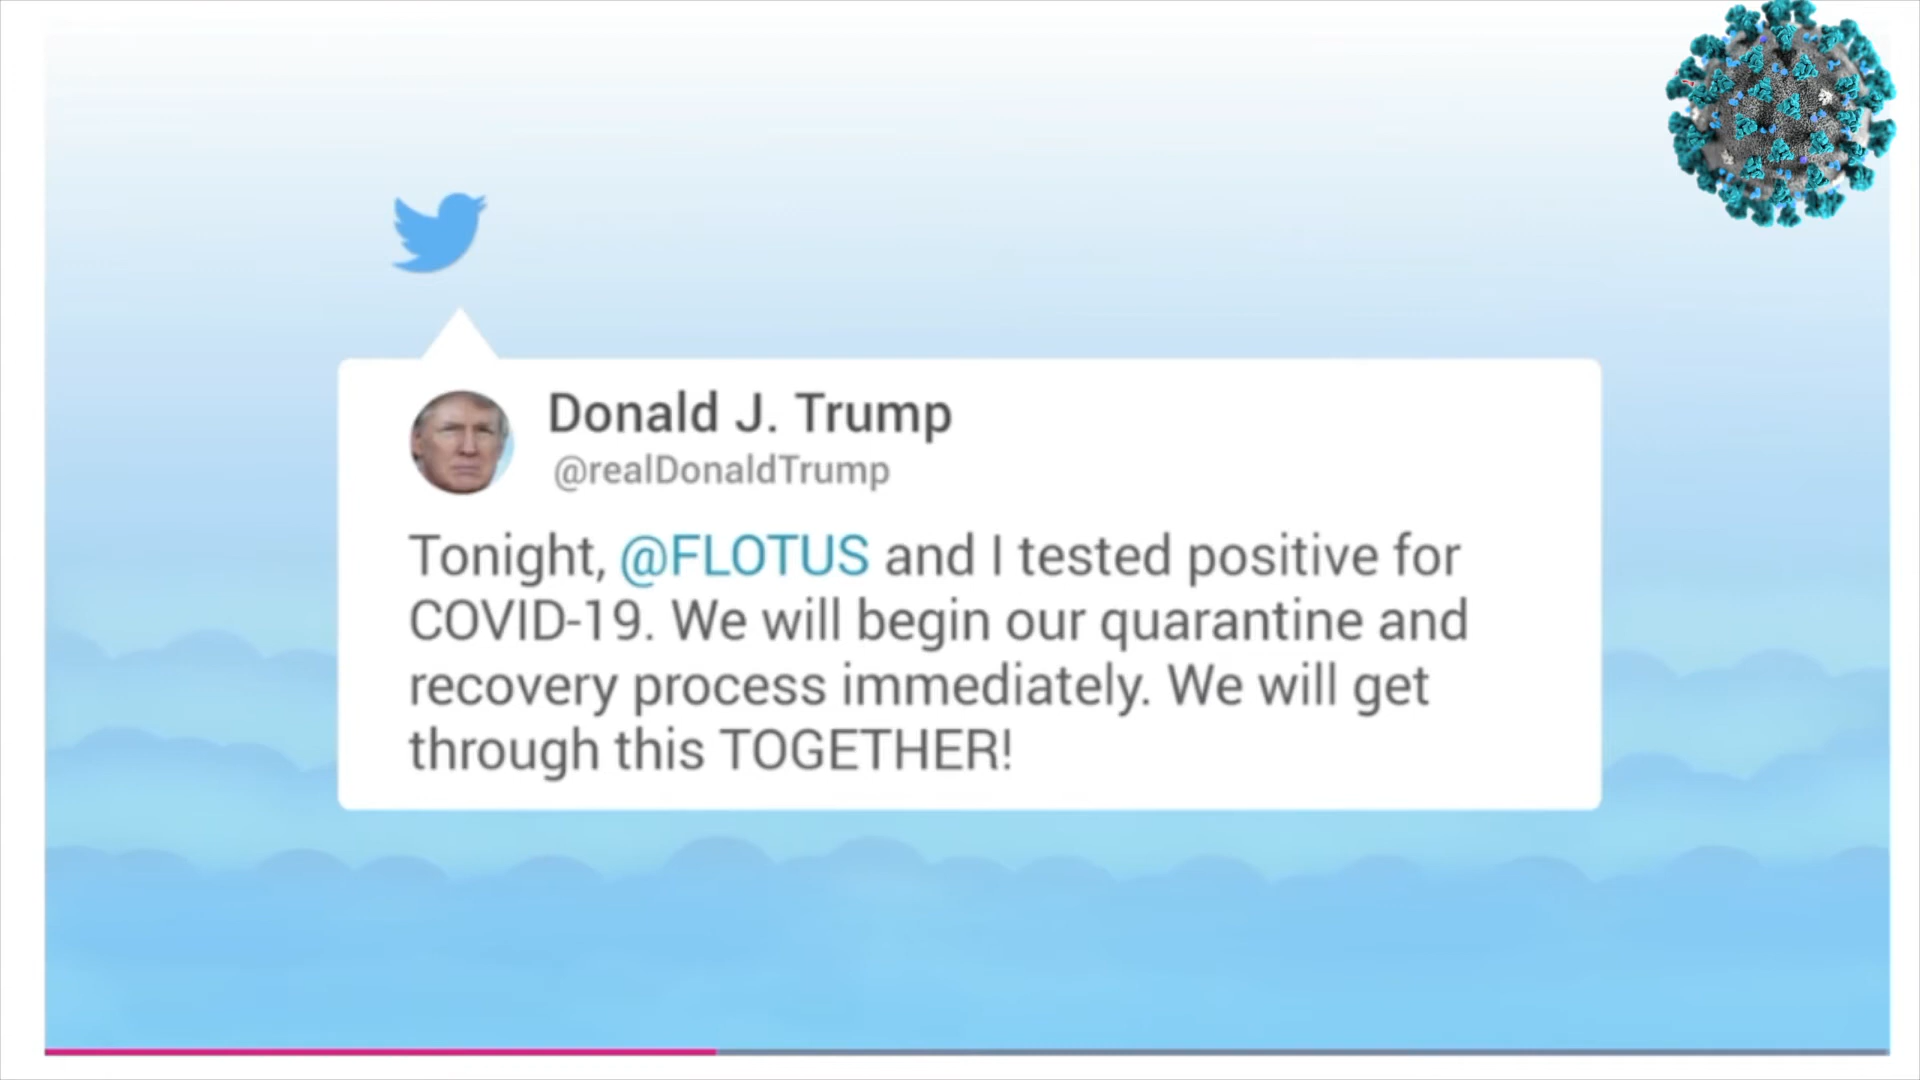 Donald J. Trump
@realDonaldTrump
Tonight, @FLOTUS and I tested positive for
COVID-19. We will begin our quarantine and
recovery process immediately. We will get
through this TOGETHER!